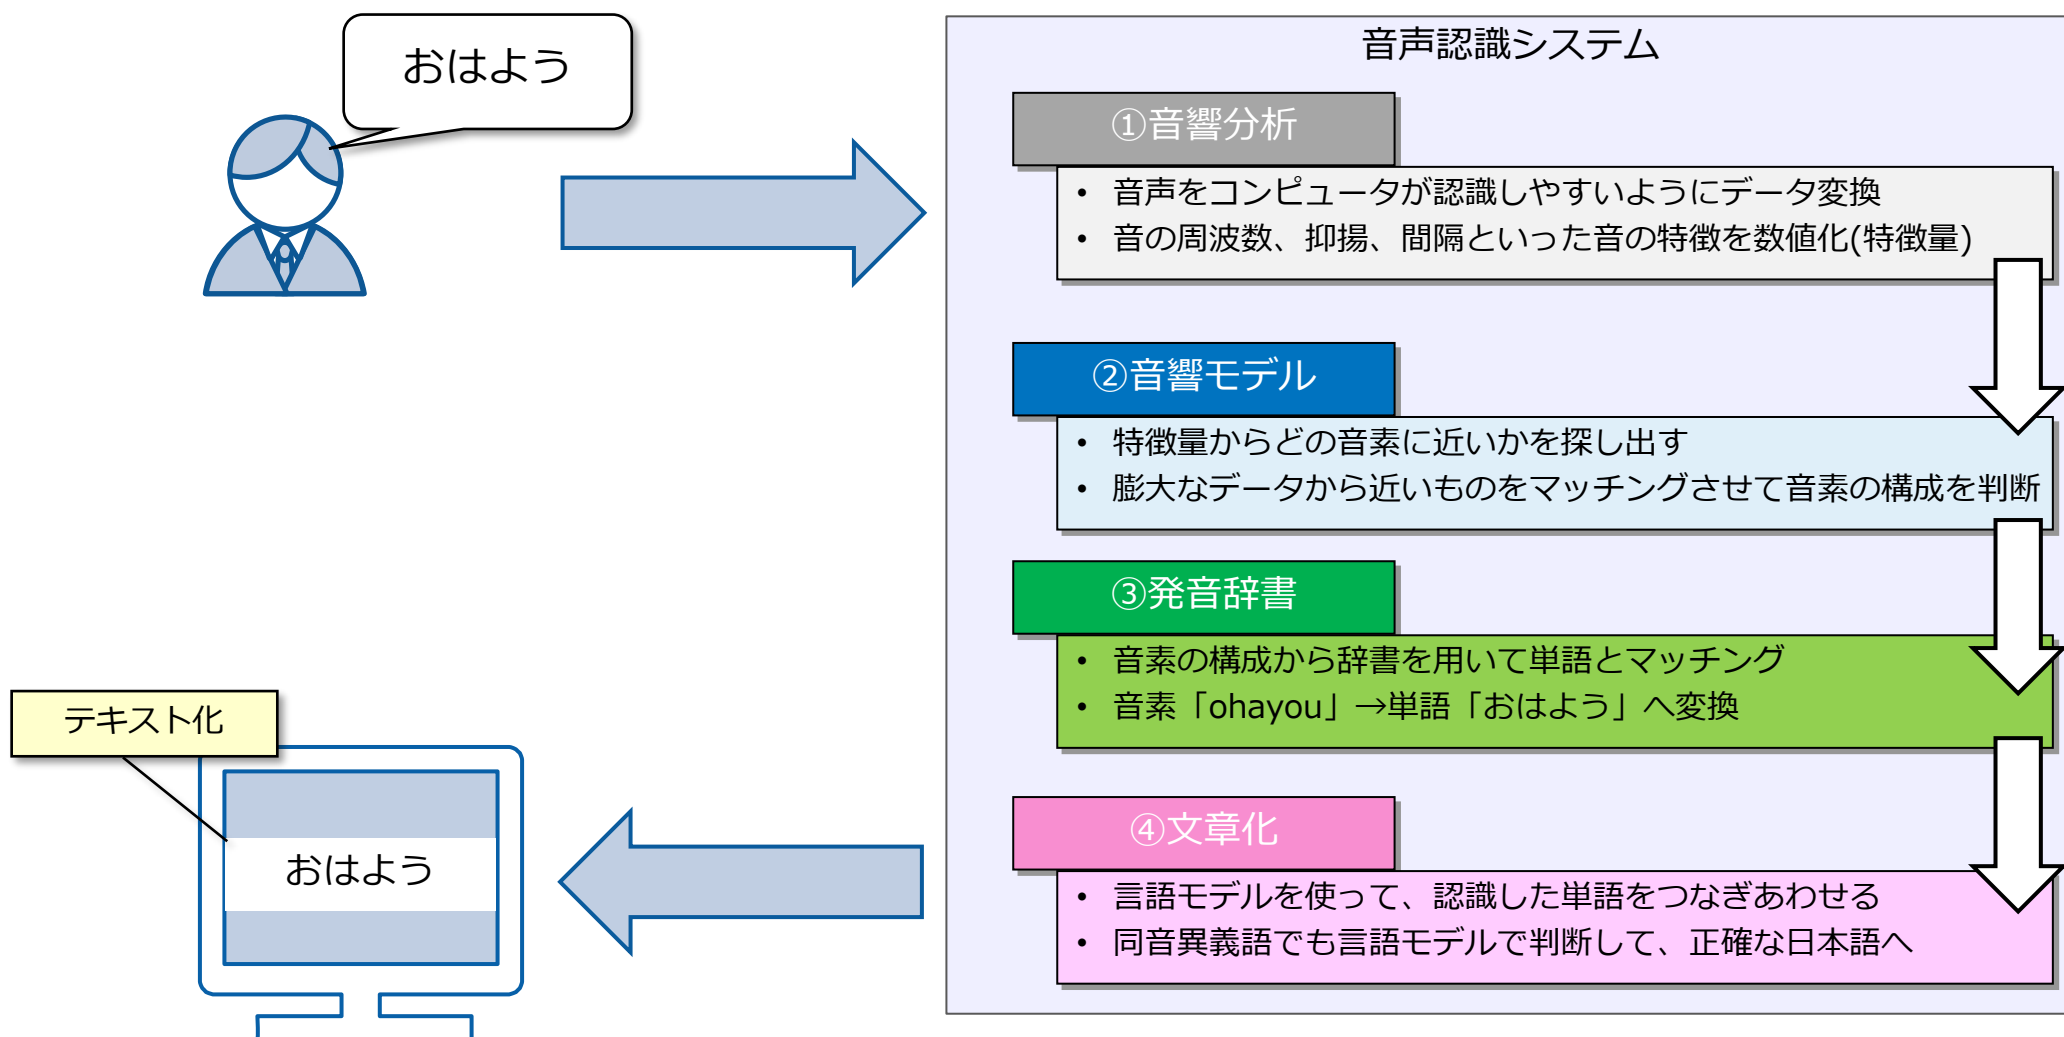 おはよう
音声認識システム
①音響分析
• 音声をコンピュータが認識しやすいようにデータ変換
• 音の周波数、抑揚、間隔といった音の特徴を数値化(特徴量)
②音響モデル
• 特徴量からどの音素に近いかを探し出す
• 膨大なデータから近いものをマッチングさせて音素の構成を判断
③発音辞書
• 音素の構成から辞書を用いて単語とマッチング
• 音素「ohayou」→単語「おはよう」へ変換
④文章化
• 言語モデルを使って、認識した単語をつなぎあわせる
• 同音異義語でも言語モデルで判断して、正確な日本語へ
テキスト化
おはよう